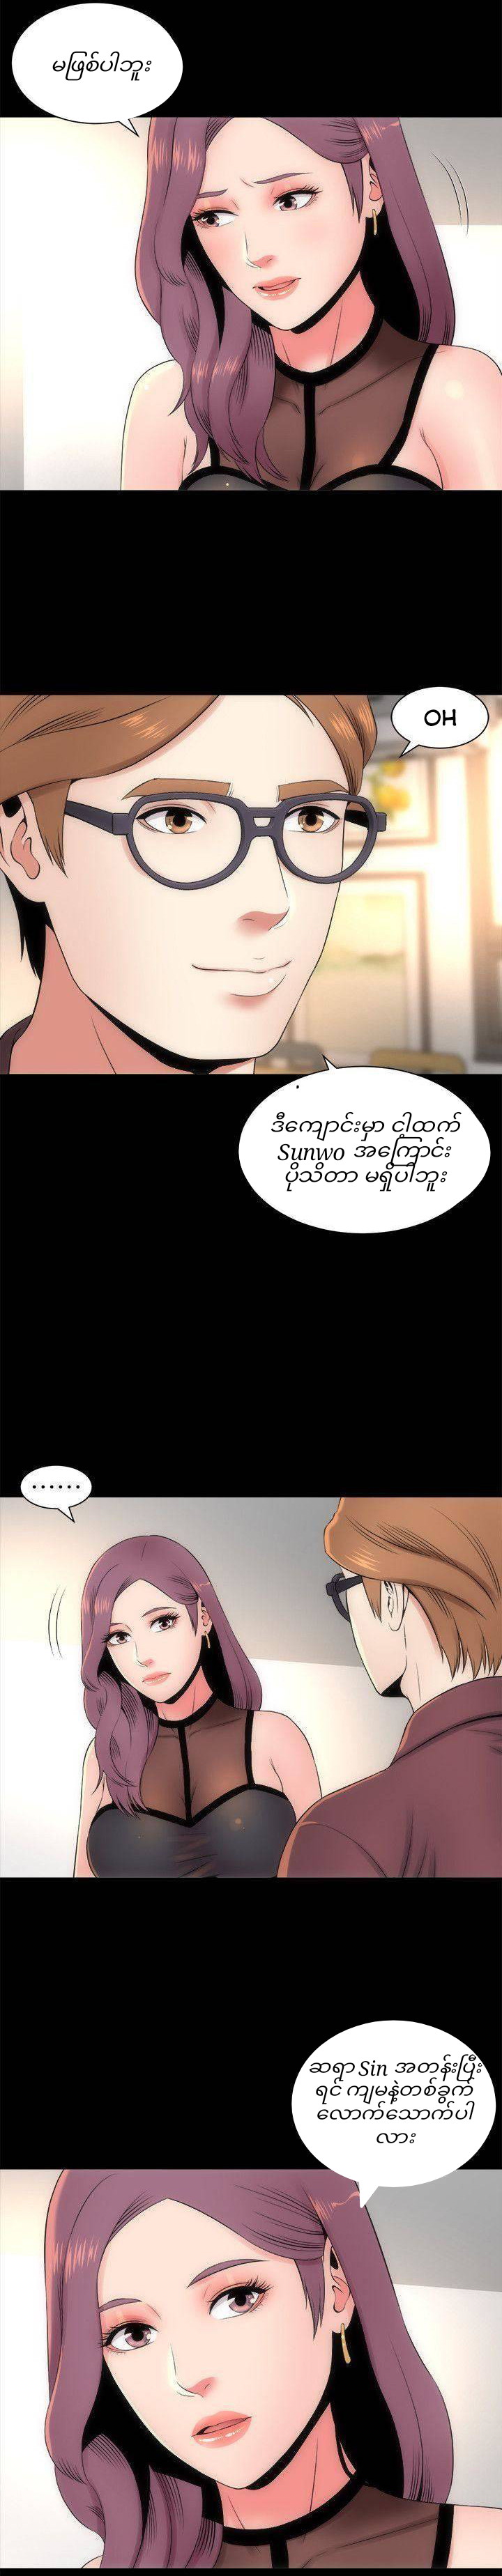 မဖြစ်ပါဘူး
OH
ဒီကျောင်းမှာ ငါ့ထက်
Sunwo အကြောင်း
ပိုသိတာ မရှိပါဘူး
......
ဆရာ Sin အတန်းပြီး
ရင် ကျမနဲ့တစ်ခွက်
လောက်သောက်ပါ
လား